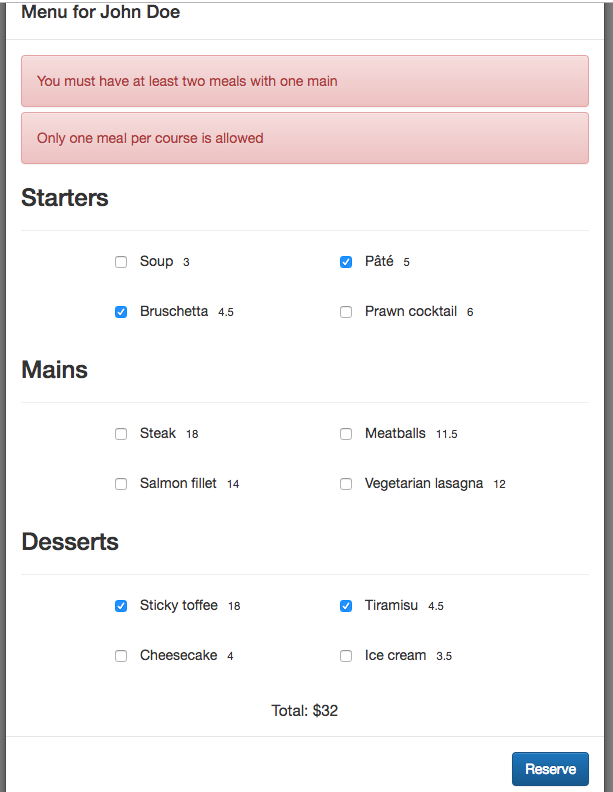 Menu for John Doe
You must have at least two meals with one main
Only one meal per course is allowed
Starters
Soup 3 Pâté 5
Bruschetta 4.5 Prawn cocktail 6
Mains
Steak 18 Meatballs 11.5
Salmon fillet 14 Vegetarian lasagna 12
Desserts
Sticky toffee 18 Tiramisu 4.5
Cheesecake 4 Ice cream 3.5
Total: $32
Reserve